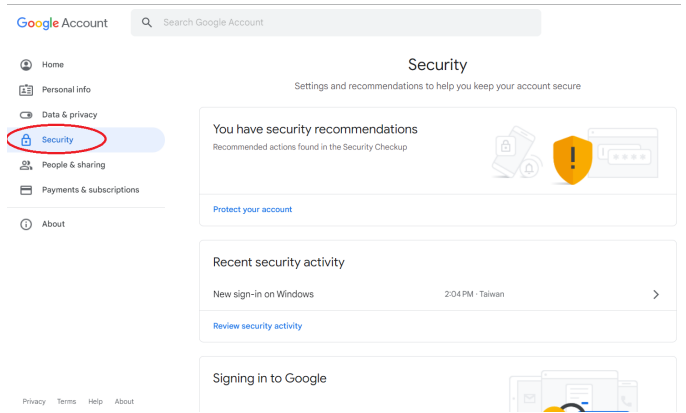 Google Account
Search Google Account
Home
Personal info
Data & privacy
Security
People & sharing
Payments & subscriptions
About
Privacy Terms Help About
Security
Settings and recommendations to help you keep your account secure
You have security recommendations
Recommended actions found in the Security Checkup
Protect your account
Recent security activity
New sign-in on Windows 2:04 PM · Taiwan
Review security activity
Signing in to Google